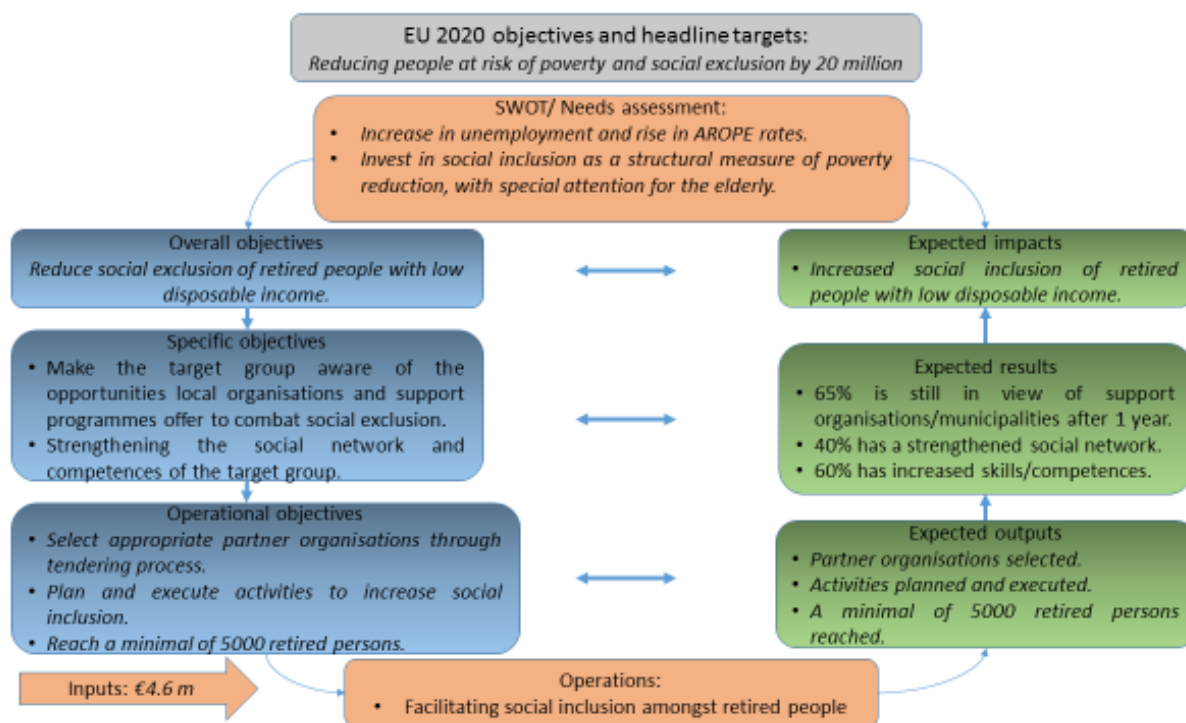 EU 2020 objectives and headline targets:
Reducing people at risk of poverty and social exclusion by 20 million
SWOT/ Needs assessment:
• Increase in unemployment and rise in AROPE rates.
• Invest in social inclusion as a structural measure of poverty
reduction, with special attention for the elderly.
Overall objectives
Reduce social exclusion of retired people with low
disposable income.
Expected impacts
• Increased social inclusion of retired
people with low disposable income.
Specific objectives
• Make the target group aware of the
opportunities local organisations and support
programmes offer to combat social exclusion.
• Strengthening the social network and
competences of the target group.
Expected results
• 65% is still in view of support
organisations/municipalities after 1 year.
• 40% has a strengthened social network.
• 60% has increased skills/competences.
Operational objectives
• Select appropriate partner organisations through
tendering process.
• Plan and execute activities to increase social
inclusion.
• Reach a minimal of 5000 retired persons.
Expected outputs
• Partner organisations selected.
• Activities planned and executed.
• A minimal of 5000 retired persons
reached.
Inputs: €4.6 m
Operations:
• Facilitating social inclusion amongst retired people